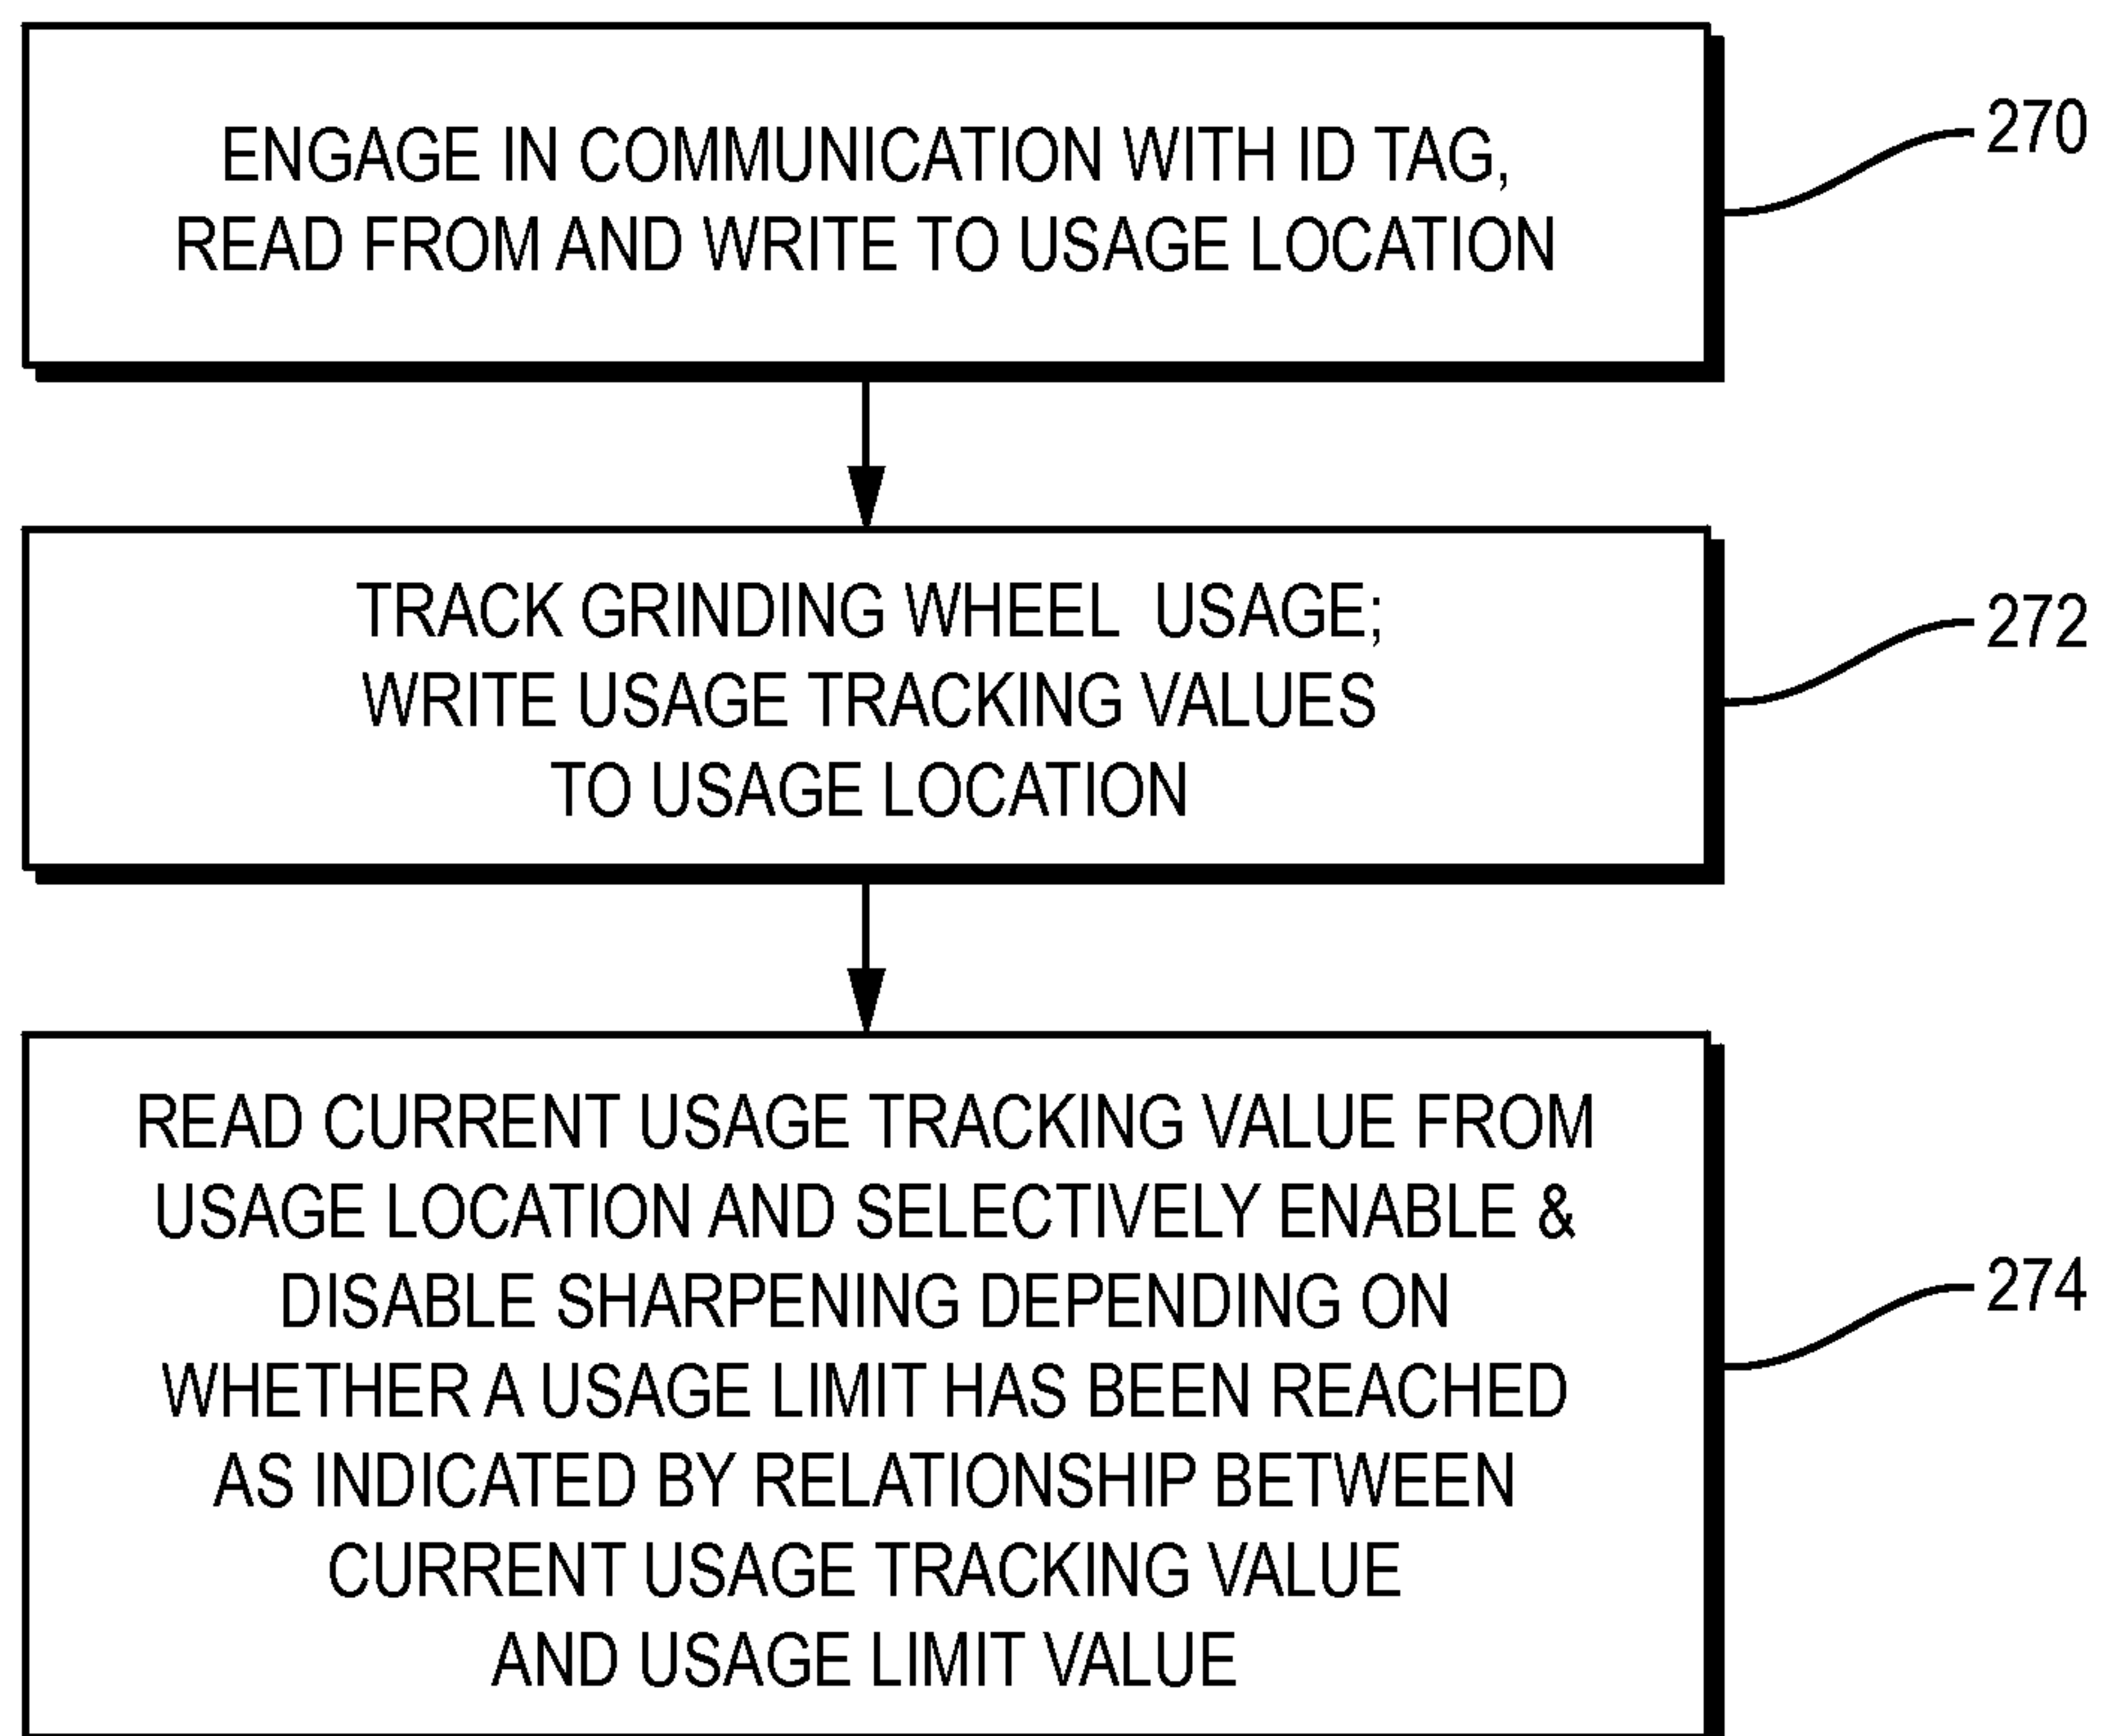 ENGAGE IN COMMUNICATION WITH ID TAG,
READ FROM AND WRITE TO USAGE LOCATION
270
TRACK GRINDING WHEEL USAGE;
WRITE USAGE TRACKING VALUES
TO USAGE LOCATION
272
READ CURRENT USAGE TRACKING VALUE FROM
USAGE LOCATION AND SELECTIVELY ENABLE &
DISABLE SHARPENING DEPENDING ON
WHETHER A USAGE LIMIT HAS BEEN REACHED
AS INDICATED BY RELATIONSHIP BETWEEN
CURRENT USAGE TRACKING VALUE
AND USAGE LIMIT VALUE
274